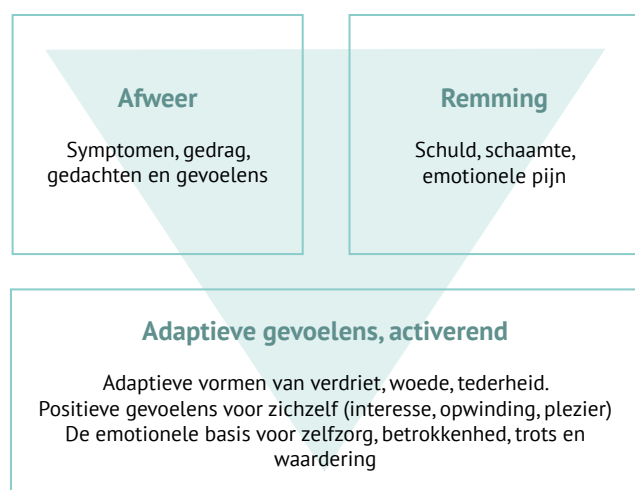 Afweer
Symptomen, gedrag,
gedachten en gevoelens
Remming
Schuld, schaamte,
emotionele pijn
Adaptieve gevoelens, activerend
Adaptieve vormen van verdriet, woede, tederheid.
Positieve gevoelens voor zichzelf (interesse, opwinding, plezier)
De emotionele basis voor zelfzorg, betrokkenhed, trots en
waardering